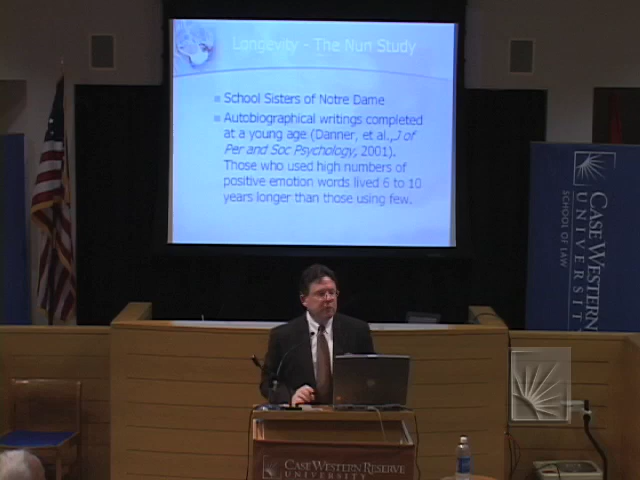 Longevity - The Nun Study
School Sisters of Notre Dame
Autobiographical writings completed
at a young age (Danner, et al.,J of
Per and Soc Psychology, 2001).
Those who used high numbers of
positive emotion words lived 6 to 10
years longer than those using few.
CASE WESTERN
UNIVERSITY
SCHOOL OF LAW
CASE WESTERN RESERVE
UNIVERSITY